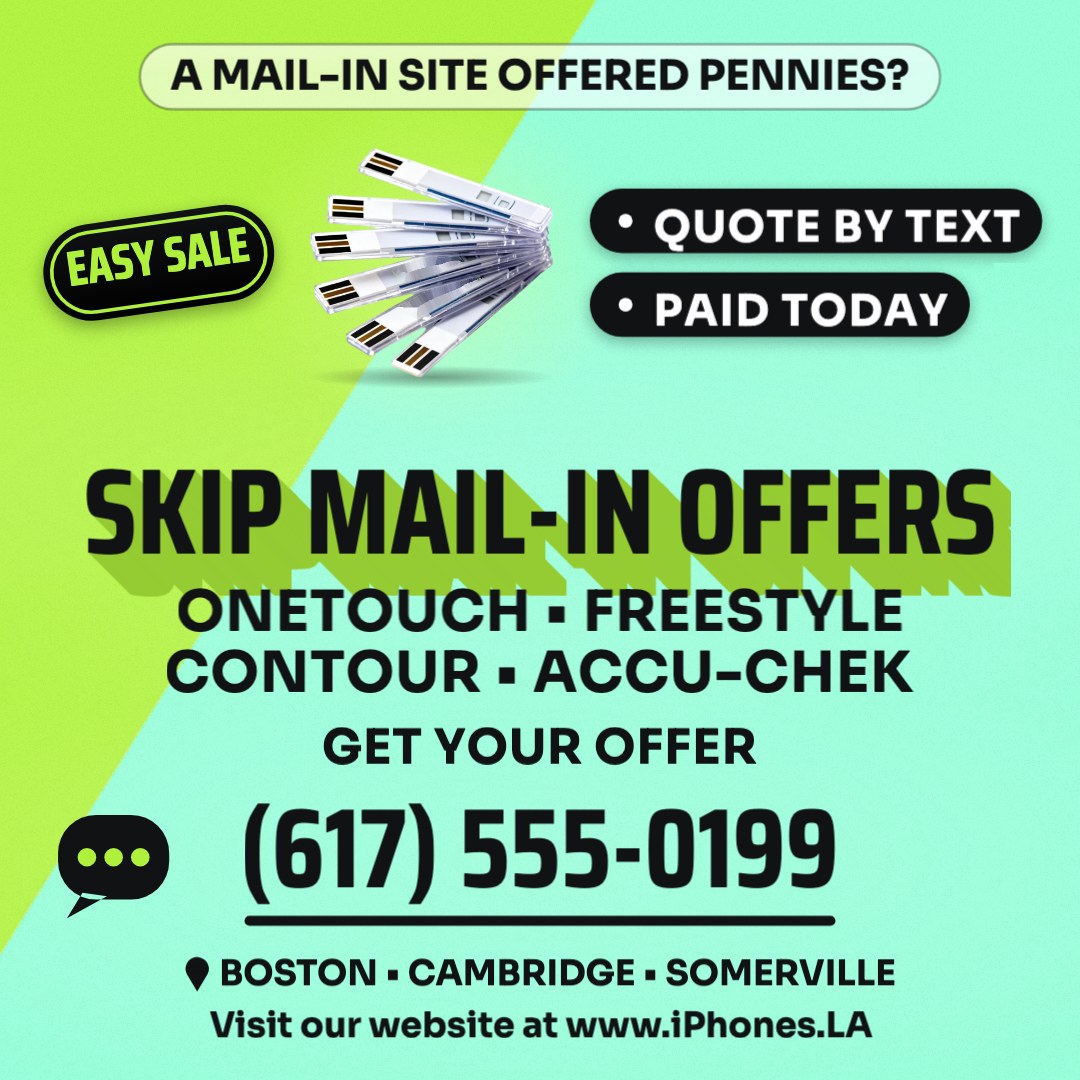 A MAIL-IN SITE OFFERED PENNIES?
EASY SALE
• QUOTE BY TEXT
• PAID TODAY
SKIP MAIL-IN OFFERS
ONETOUCH ▪ FREESTYLE
CONTOUR ▪ ACCU-CHEK
GET YOUR OFFER
(617) 555-0199
BOSTON ▪ CAMBRIDGE ▪ SOMERVILLE
Visit our website at www.iPhones.LA